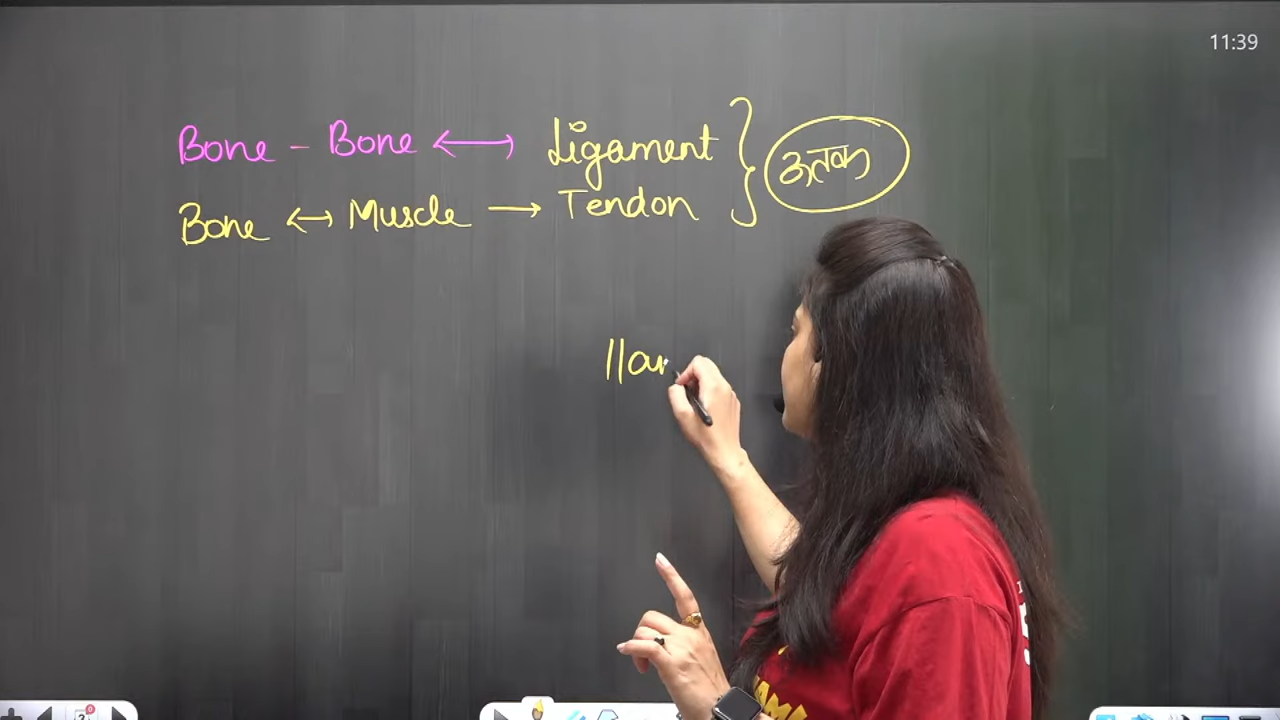 11:39
Bone - Bone ↔ Ligament } ऊतक
Bone ↔ Muscle → Tendon